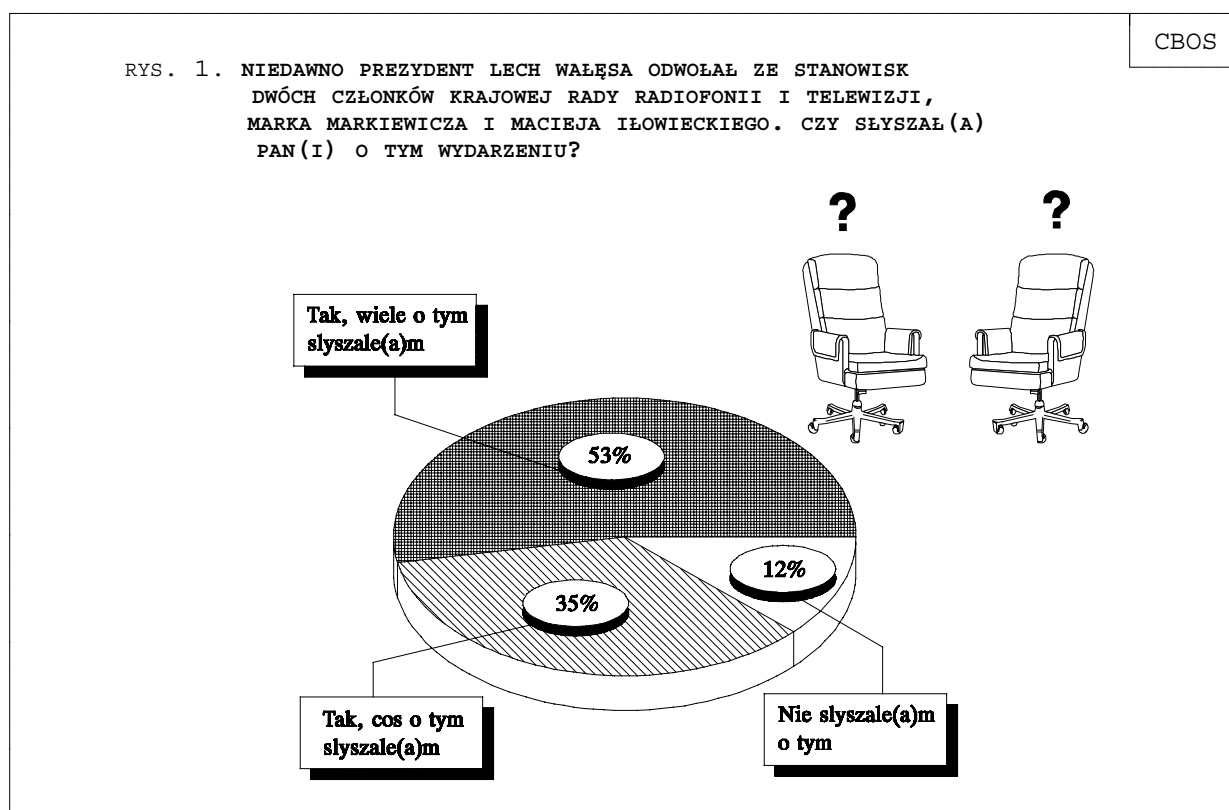 CBOS
RYS. 1. NIEDAWNO PREZYDENT LECH WAŁĘSA ODWOŁAŁ ZE STANOWISK
DWÓCH CZŁONKÓW KRAJOWEJ RADY RADIOFONII I TELEWIZJI,
MARKA MARKIEWICZA I MACIEJA IŁOWIECKIEGO. CZY SŁYSZAŁ(A)
PAN(I) O TYM WYDARZENIU?
? ?
Tak, wiele o tym
slyszale(a)m
53%
12%
35%
Tak, cos o tym
slyszale(a)m
Nie slyszale(a)m
o tym